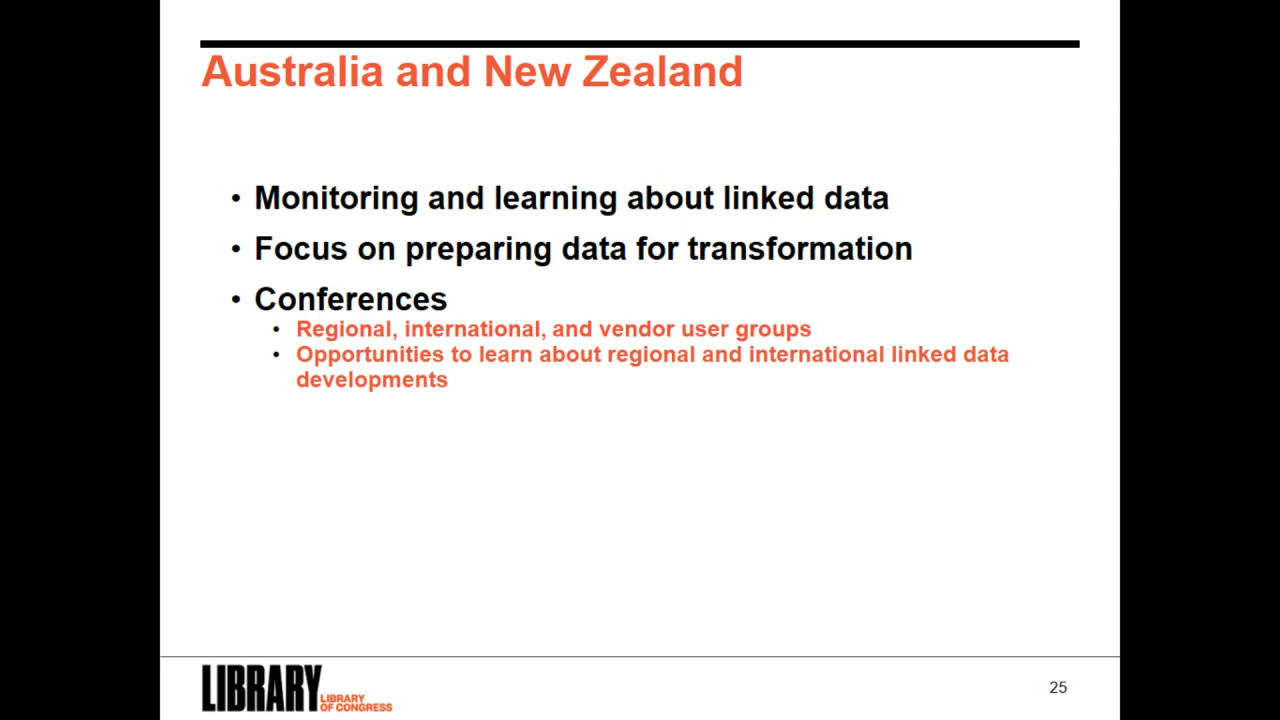 Australia and New Zealand
• Monitoring and learning about linked data
• Focus on preparing data for transformation
• Conferences
• Regional, international, and vendor user groups
• Opportunities to learn about regional and international linked data
developments
LIBRARY
LIBRARY
OF CONGRESS
25